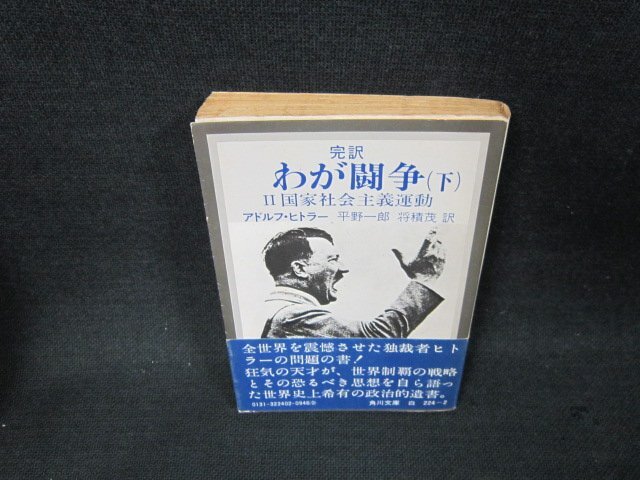 完訳
わが闘争(下)
II国家社会主義運動
アドルフ・ヒトラー 平野一郎 将積茂 訳
全世界を震撼させた独裁者ヒト
ラーの問題の書!
狂気の天才が、世界制覇の戦略
とその恐るべき思想を自ら語っ
た世界史上希有の政治的遺書。
0131-322402-0946⓪ 角川文庫 白 224-2